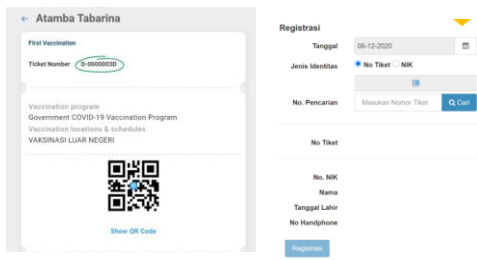 ← Atamba Tabarina
First Vaccination
Ticket Number D-0000003D
Vaccination program
Government COVID-19 Vaccination Program
Vaccination locations & schedules
VAKSINASI LUAR NEGERI
Show QR Code
Registrasi
Tanggal 06-12-2020
Jenis Identitas No Tiket NIK
No. Pencarian Masukan Nomor Tiket Cari
No Tiket
No. NIK
Nama
Tanggal Lahir
No Handphone
Registrasi